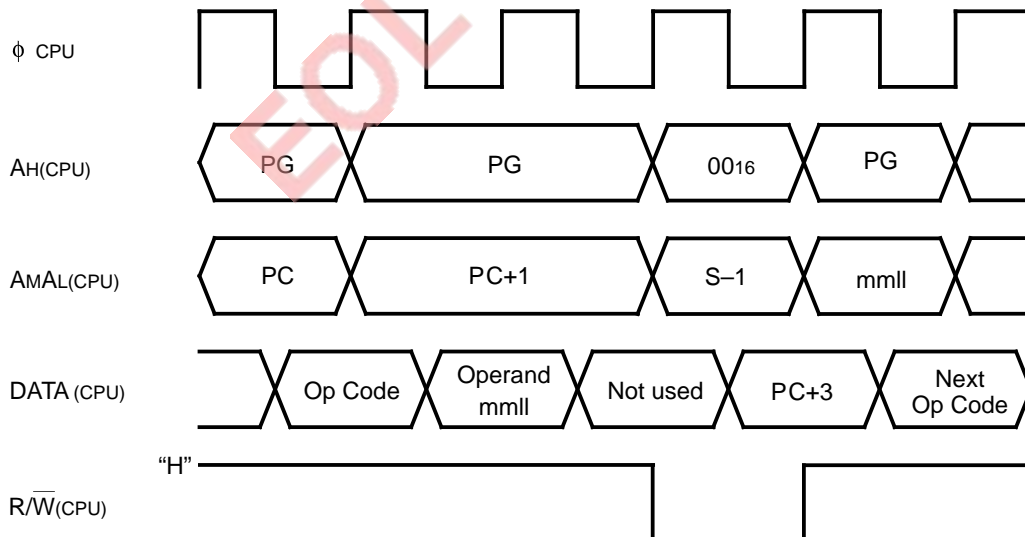 EOL
ϕ CPU
AH(CPU) PG PG 0016 PG
AMAL(CPU) PC PC+1 S–1 mmll
DATA (CPU) Op Code Operand mmll Not used PC+3 Next Op Code
“H”
R/W̅(CPU)